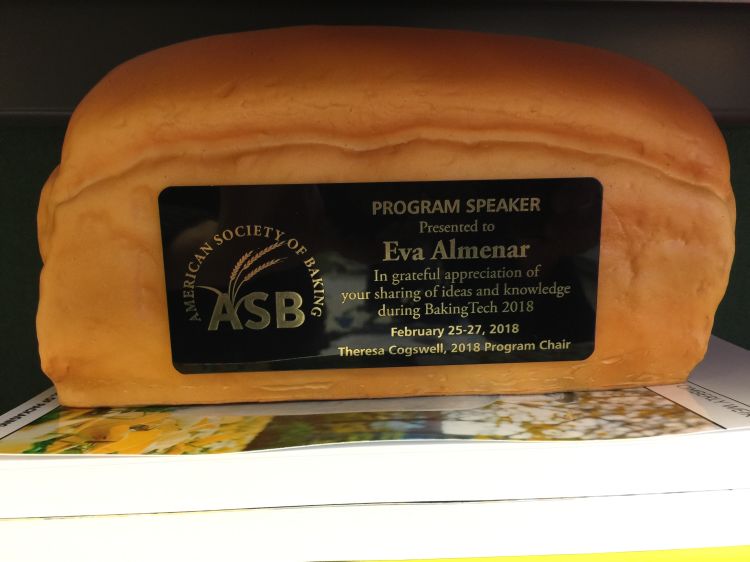 AMERICAN SOCIETY OF BAKING
ASB
PROGRAM SPEAKER
Presented to
Eva Almenar
In grateful appreciation of
your sharing of ideas and knowledge
during BakingTech 2018
February 25-27, 2018
Theresa Cogswell, 2018 Program Chair